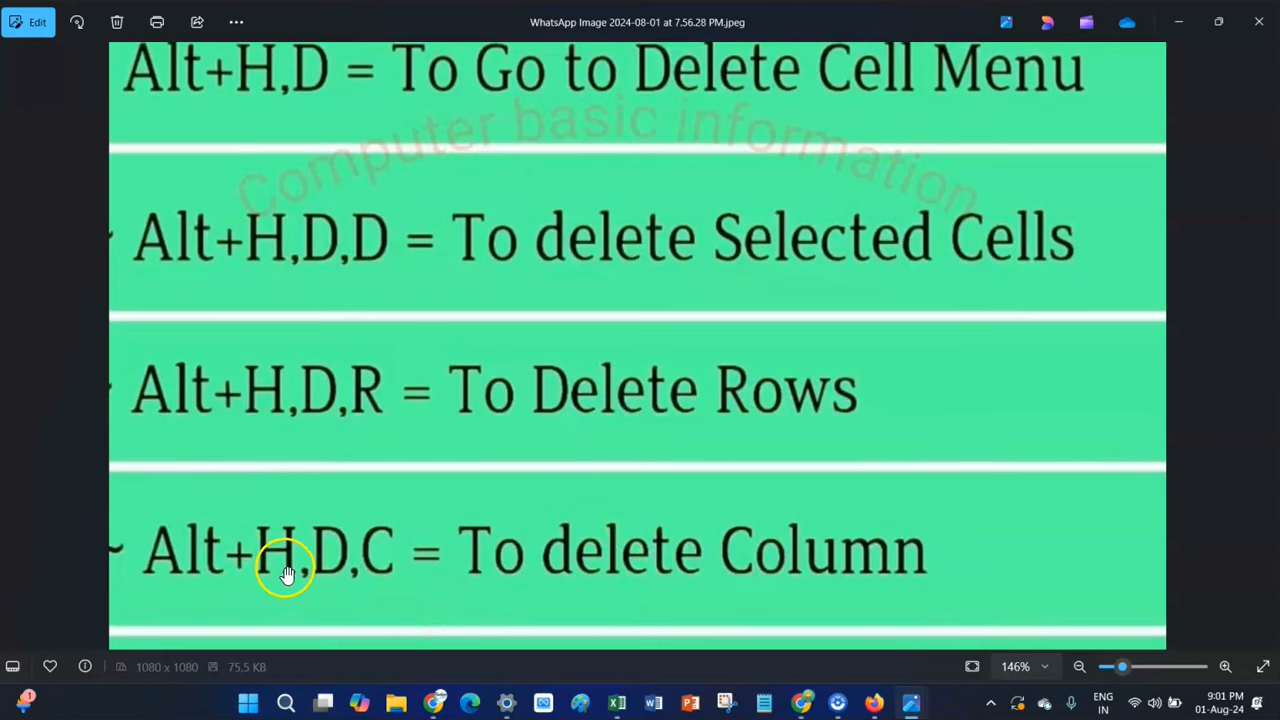 Edit
WhatsApp Image 2024-08-01 at 7.56.28 PM.jpeg
Alt+H,D = To Go to Delete Cell Menu
Computer basic information
~ Alt+H,D,D = To delete Selected Cells
~ Alt+H,D,R = To Delete Rows
~ Alt+H,D,C = To delete Column
1080 x 1080
75.5 KB
146%
1
ENG
IN
9:01 PM
01-Aug-24